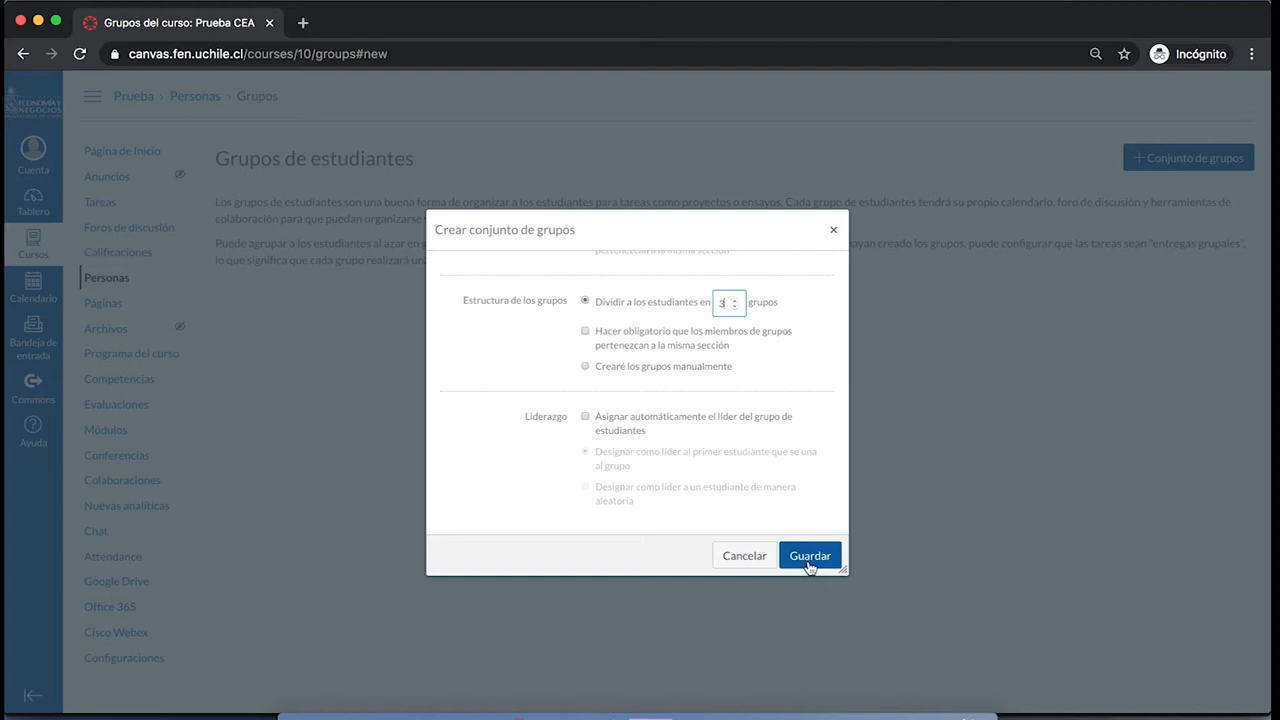 Grupos del curso: Prueba CEA
canvas.fen.uchile.cl/courses/10/groups#new
Incógnito
ECONOMÍA Y
NEGOCIOS
Cuenta
Tablero
Cursos
Calendario
Bandeja de
entrada
Commons
Ayuda
Prueba › Personas › Grupos
Página de Inicio
Anuncios
Tareas
Foros de discusión
Calificaciones
Personas
Páginas
Archivos
Programa del curso
Competencias
Evaluaciones
Módulos
Conferencias
Colaboraciones
Nuevas analíticas
Chat
Attendance
Google Drive
Office 365
Cisco Webex
Configuraciones
Grupos de estudiantes
+ Conjunto de grupos
Los grupos de estudiantes son una buena forma de organizar a los estudiantes para tareas como proyectos o ensayos. Cada grupo de estudiantes tendrá su propio calendario, foro de discusión y herramientas de
colaboración para que puedan organizarse
Puede agrupar a los estudiantes al azar en g
ayan creado los grupos, puede configurar que las tareas sean "entregas grupales",
lo que significa que cada grupo realizará un
Crear conjunto de grupos
pertenezcan a la misma sección
Estructura de los grupos
Dividir a los estudiantes en 3 grupos
Hacer obligatorio que los miembros de grupos
pertenezcan a la misma sección
Crearé los grupos manualmente
Liderazgo
Asignar automáticamente el líder del grupo de
estudiantes
Designar como líder al primer estudiante que se una
al grupo
Designar como líder a un estudiante de manera
aleatoria
Cancelar
Guardar